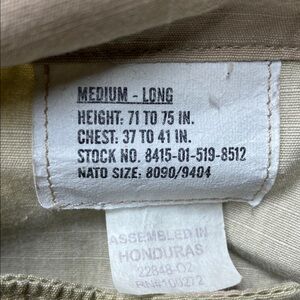 MEDIUM - LONG
HEIGHT: 71 TO 75 IN.
CHEST: 37 TO 41 IN.
STOCK NO. 8415-01-519-8512
NATO SIZE: 8090/9404
ASSEMBLED IN
HONDURAS
22848-02
RN#100272